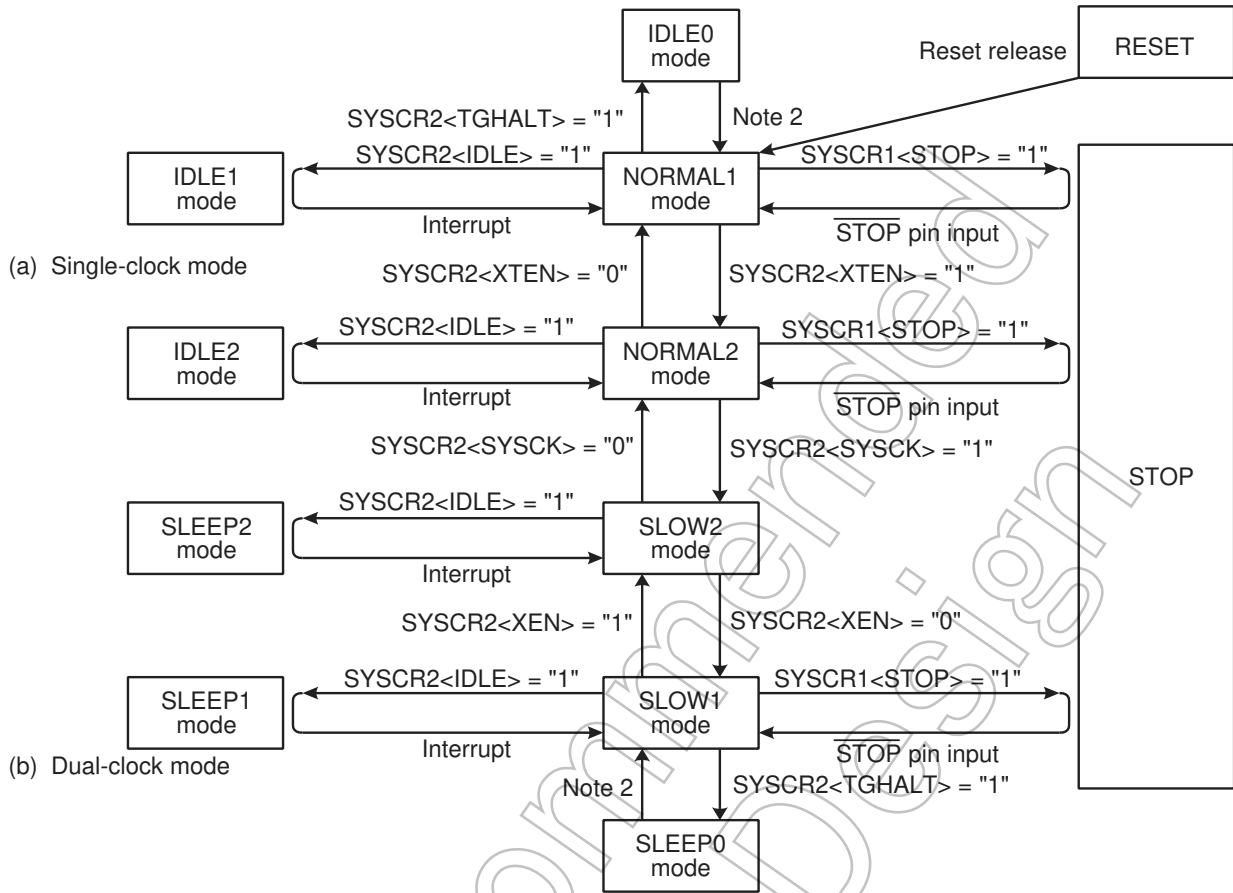 IDLE0
mode
Reset release
RESET
SYSCR2<TGHALT> = "1"
Note 2
SYSCR2<IDLE> = "1"
SYSCR1<STOP> = "1"
IDLE1
mode
NORMAL1
mode
Interrupt
STOP pin input
(a) Single-clock mode
SYSCR2<XTEN> = "0"
SYSCR2<XTEN> = "1"
SYSCR2<IDLE> = "1"
SYSCR1<STOP> = "1"
IDLE2
mode
NORMAL2
mode
Interrupt
STOP pin input
SYSCR2<SYSCK> = "0"
SYSCR2<SYSCK> = "1"
STOP
SYSCR2<IDLE> = "1"
SLEEP2
mode
SLOW2
mode
Interrupt
SYSCR2<XEN> = "1"
SYSCR2<XEN> = "0"
SYSCR2<IDLE> = "1"
SYSCR1<STOP> = "1"
SLEEP1
mode
SLOW1
mode
Interrupt
STOP pin input
(b) Dual-clock mode
Note 2
SYSCR2<TGHALT> = "1"
SLEEP0
mode
Design